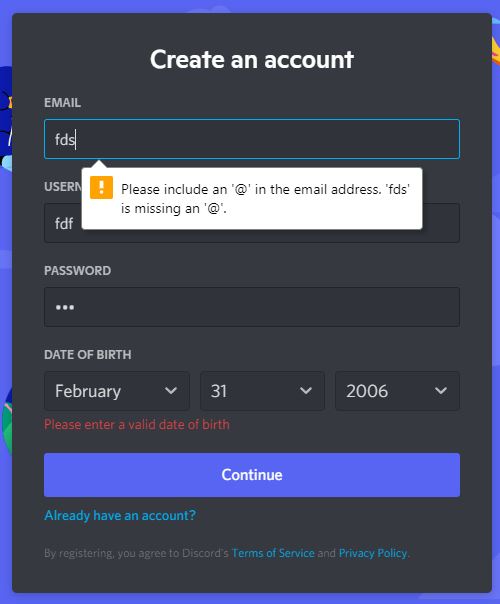 Create an account
EMAIL
fds
Please include an '@' in the email address. 'fds'
is missing an '@'.
USERN
fdf
PASSWORD
•••
DATE OF BIRTH
February 31 2006
Please enter a valid date of birth
Continue
Already have an account?
By registering, you agree to Discord's Terms of Service and Privacy Policy.